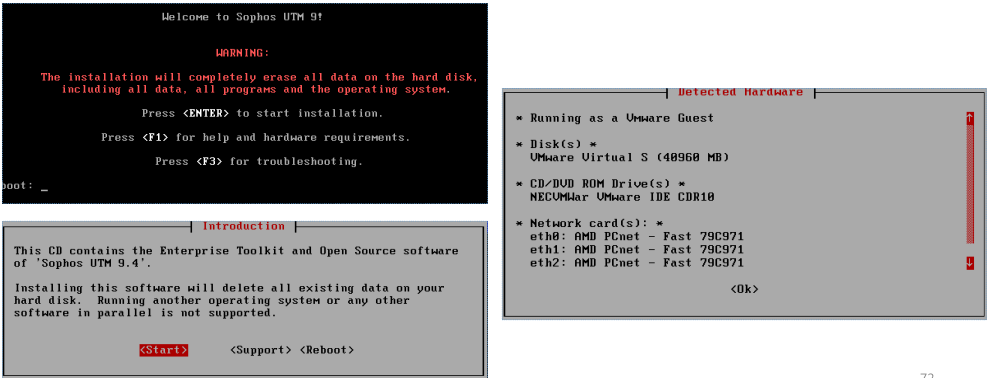 Welcome to Sophos UTM 9!
WARNING:
The installation will completely erase all data on the hard disk,
including all data, all programs and the operating system.
Press <ENTER> to start installation.
Press <F1> for help and hardware requirements.
Press <F3> for troubleshooting.
boot: _
Introduction
This CD contains the Enterprise Toolkit and Open Source software
of 'Sophos UTM 9.4'.
Installing this software will delete all existing data on your
hard disk. Running another operating system or any other
software in parallel is not supported.
<Start> <Support> <Reboot>
Detected Hardware
* Running as a VMware Guest
* Disk(s) *
VMware Virtual S (40960 MB)
* CD/DVD ROM Drive(s) *
NECVMWar VMware IDE CDR10
* Network card(s): *
eth0: AMD PCnet - Fast 79C971
eth1: AMD PCnet - Fast 79C971
eth2: AMD PCnet - Fast 79C971
<Ok>